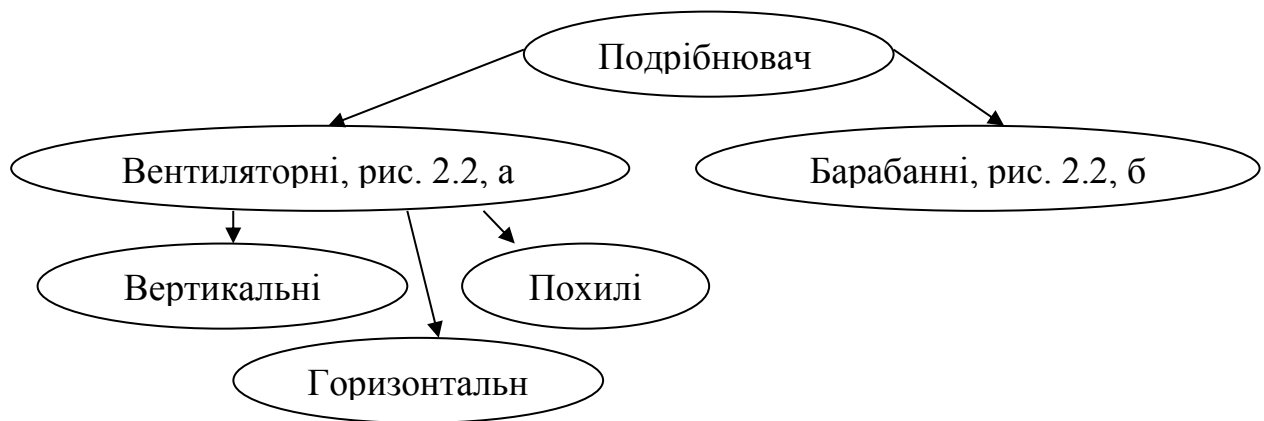 Подрібнювач
Вентиляторні, рис. 2.2, а
Барабанні, рис. 2.2, б
Вертикальні
Похилі
Горизонтальн